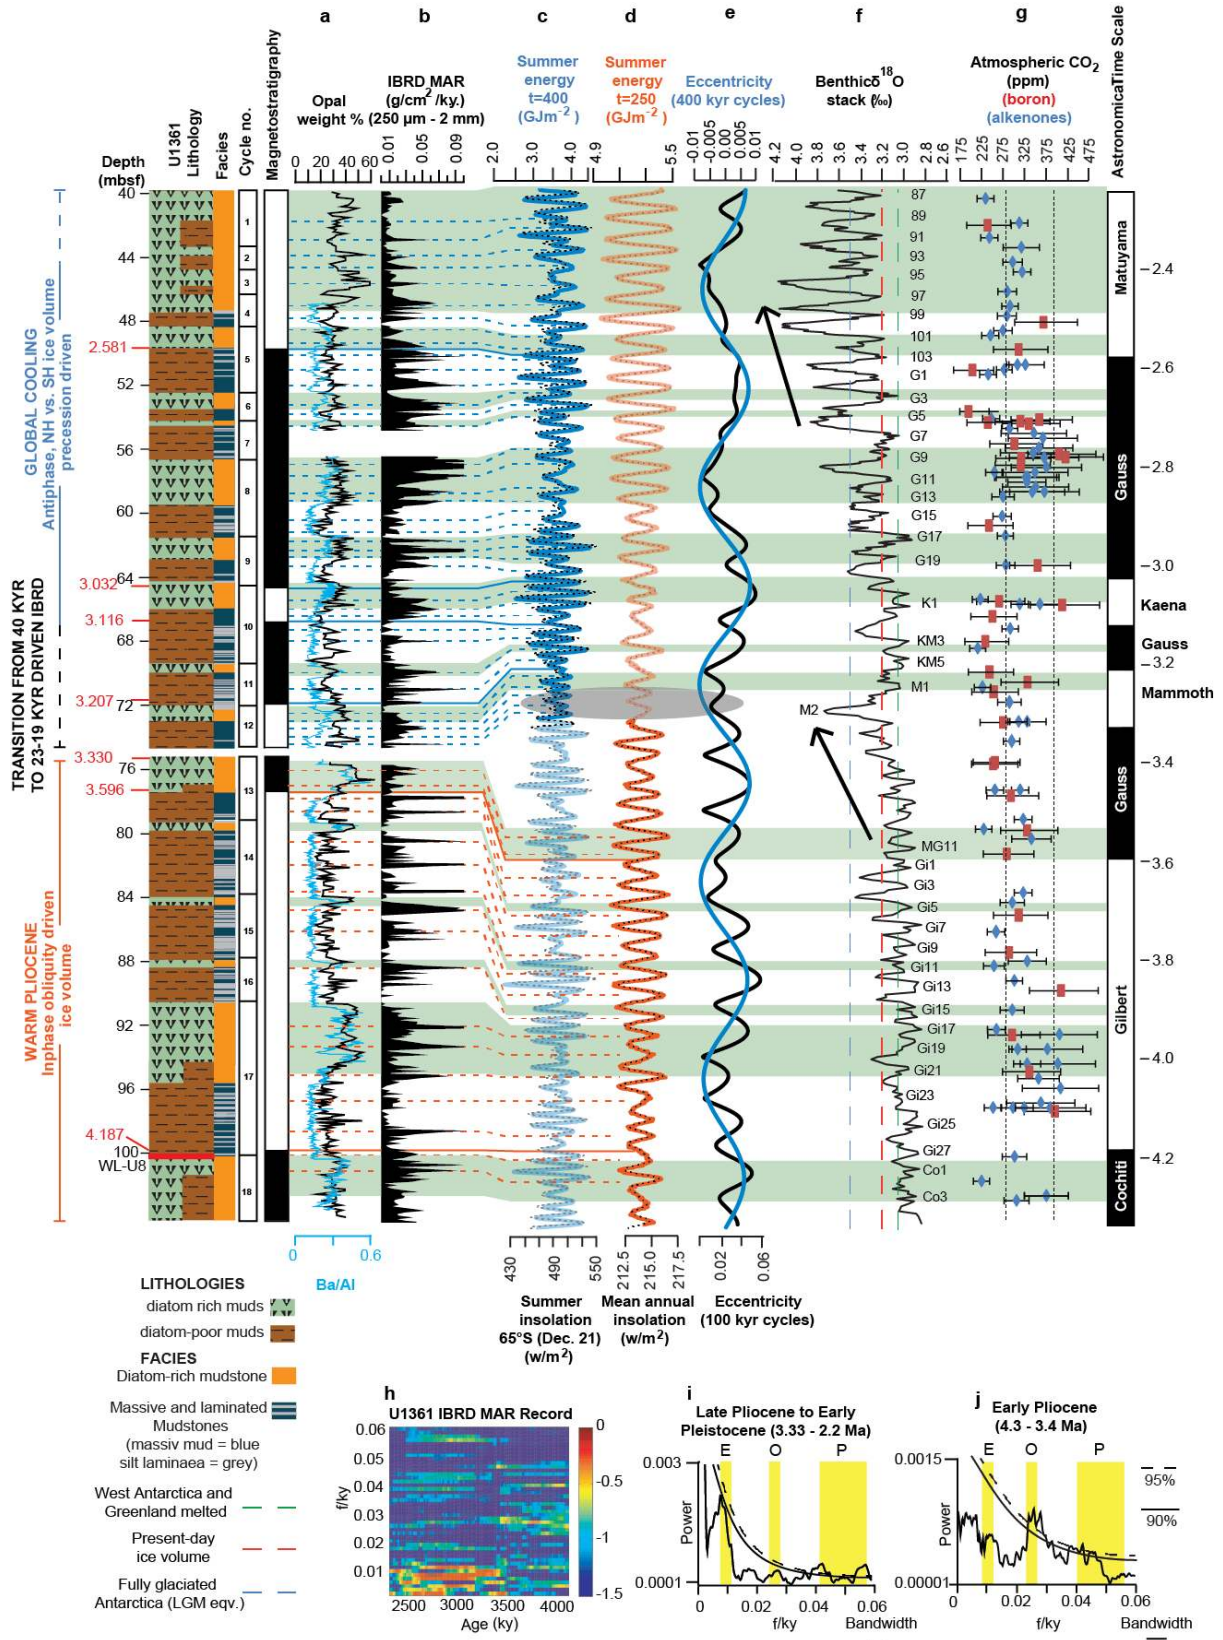 a b c d e f g
Depth (mbsf)
U1361
Lithology
Facies
Cycle no.
Magnetostratigraphy
Opal
weight %
0 20 40 60
IBRD MAR
(g/cm²/ky.)
(250 µm - 2 mm)
0.01 0.05 0.09
Summer
energy
t=400
(GJm⁻²)
2.0 3.0 4.0 4.9
Summer
energy
t=250
(GJm⁻²)
5.5
Eccentricity
(400 kyr cycles)
-0.01 -0.005 0.00 0.005 0.01
Benthicδ¹⁸O
stack (‰)
4.2 4.0 3.8 3.6 3.4 3.2 3.0 2.8 2.6
Atmospheric CO₂
(ppm)
(boron)
(alkenones)
175 225 275 325 375 425 475
AstronomicalTime Scale
GLOBAL COOLING
Antiphase, NH vs. SH ice volume
precession driven
TRANSITION FROM 40 KYR
TO 23-19 KYR DRIVEN IBRD
WARM PLIOCENE
Inphase obliquity driven
ice volume
40
44
48
2.581
52
56
60
64
3.032
3.116
68
3.207
72
3.330
76
3.596
80
84
88
92
96
4.187
100
WL-U8
1
2
3
4
5
6
7
8
9
10
11
12
13
14
15
16
17
18
87
89
91
93
95
97
99
101
103
G1
G3
G5
G7
G9
G11
G13
G15
G17
G19
K1
KM3
KM5
M1
M2
MG11
Gi1
Gi3
Gi5
Gi7
Gi9
Gi11
Gi13
Gi15
Gi17
Gi19
Gi21
Gi23
Gi25
Gi27
Co1
Co3
Matuyama
Gauss
Kaena
Gauss
Mammoth
Gauss
Gilbert
Cochiti
2.4
2.6
2.8
3.0
3.2
3.4
3.6
3.8
4.0
4.2
0 0.6
Ba/Al
430 490 550
Summer
insolation
65°S (Dec. 21)
(w/m²)
212.5 215.0 217.5
Mean annual
insolation
(w/m²)
0.02 0.06
Eccentricity
(100 kyr cycles)
LITHOLOGIES
diatom rich muds
diatom-poor muds
FACIES
Diatom-rich mudstone
Massive and laminated
Mudstones
(massiv mud = blue
silt laminaea = grey)
West Antarctica and
Greenland melted
Present-day
ice volume
Fully glaciated
Antarctica (LGM eqv.)
h
U1361 IBRD MAR Record
f/ky
0.06
0.05
0.04
0.03
0.02
0.01
2500 3000 3500 4000
Age (ky)
0
-0.5
-1
-1.5
i
Late Pliocene to Early
Pleistocene (3.33 - 2.2 Ma)
E O P
0.003
Power
0.0001
0 0.02 0.04 0.06
f/ky Bandwidth
j
Early Pliocene
(4.3 - 3.4 Ma)
E O P
0.0015
Power
0.00001
0 0.02 0.04 0.06
f/ky Bandwidth
95%
90%